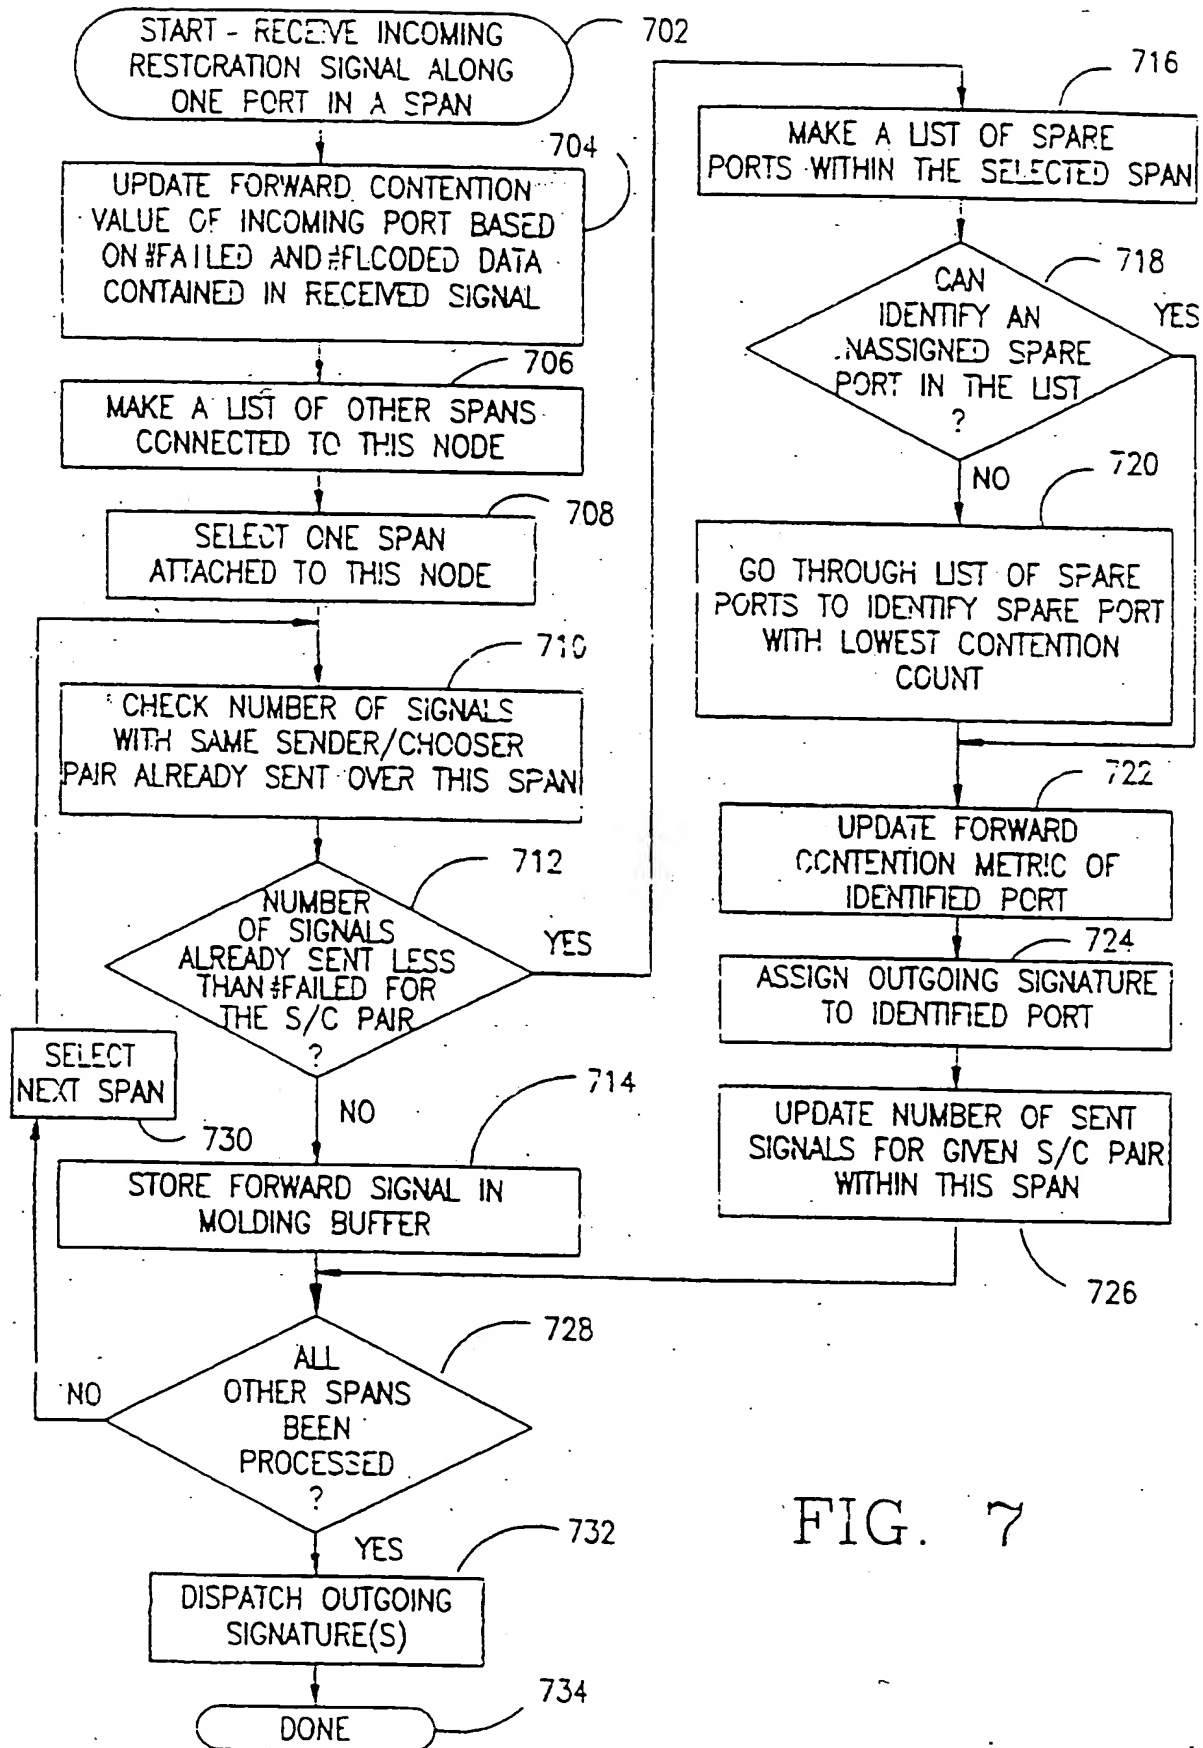 START - RECEIVE INCOMING
RESTORATION SIGNAL ALONG
ONE PORT IN A SPAN
702
704
UPDATE FORWARD CONTENTION
VALUE OF INCOMING PORT BASED
ON #FAILED AND #FLOODED DATA
CONTAINED IN RECEIVED SIGNAL
706
MAKE A LIST OF OTHER SPANS
CONNECTED TO THIS NODE
708
SELECT ONE SPAN
ATTACHED TO THIS NODE
710
CHECK NUMBER OF SIGNALS
WITH SAME SENDER/CHOOSER
PAIR ALREADY SENT OVER THIS SPAN
712
NUMBER
OF SIGNALS
ALREADY SENT LESS
THAN #FAILED FOR
THE S/C PAIR
?
YES
NO
714
STORE FORWARD SIGNAL IN
MOLDING BUFFER
SELECT
NEXT SPAN
730
728
ALL
OTHER SPANS
BEEN
PROCESSED
?
NO
YES
732
DISPATCH OUTGOING
SIGNATURE(S)
734
DONE
716
MAKE A LIST OF SPARE
PORTS WITHIN THE SELECTED SPAN
718
CAN
IDENTIFY AN
NASSIGNED SPARE
PORT IN THE LIST
?
YES
NO
720
GO THROUGH LIST OF SPARE
PORTS TO IDENTIFY SPARE PORT
WITH LOWEST CONTENTION
COUNT
722
UPDATE FORWARD
CONTENTION METRIC OF
IDENTIFIED PORT
724
ASSIGN OUTGOING SIGNATURE
TO IDENTIFIED PORT
UPDATE NUMBER OF SENT
SIGNALS FOR GIVEN S/C PAIR
WITHIN THIS SPAN
726
FIG. 7